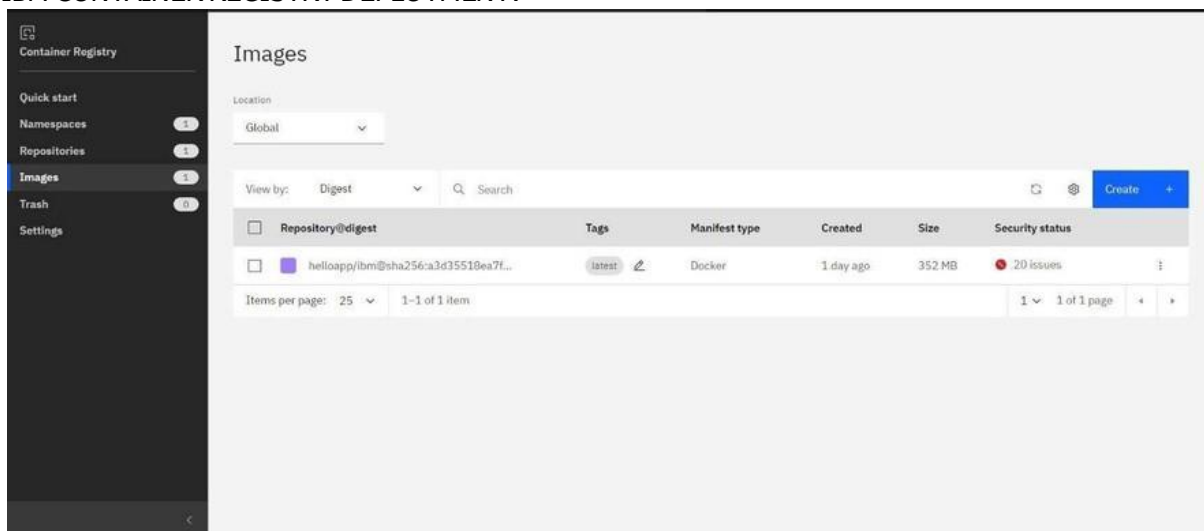 Container Registry
Quick start
Namespaces 1
Repositories 1
Images 1
Trash 0
Settings
Images
Location
Global
View by: Digest Search Create +
Repository@digest Tags Manifest type Created Size Security status
helloapp/ibm@sha256:a3d35518ea7f... latest Docker 1 day ago 352 MB 20 issues
Items per page: 25 1–1 of 1 item 1 1 of 1 page